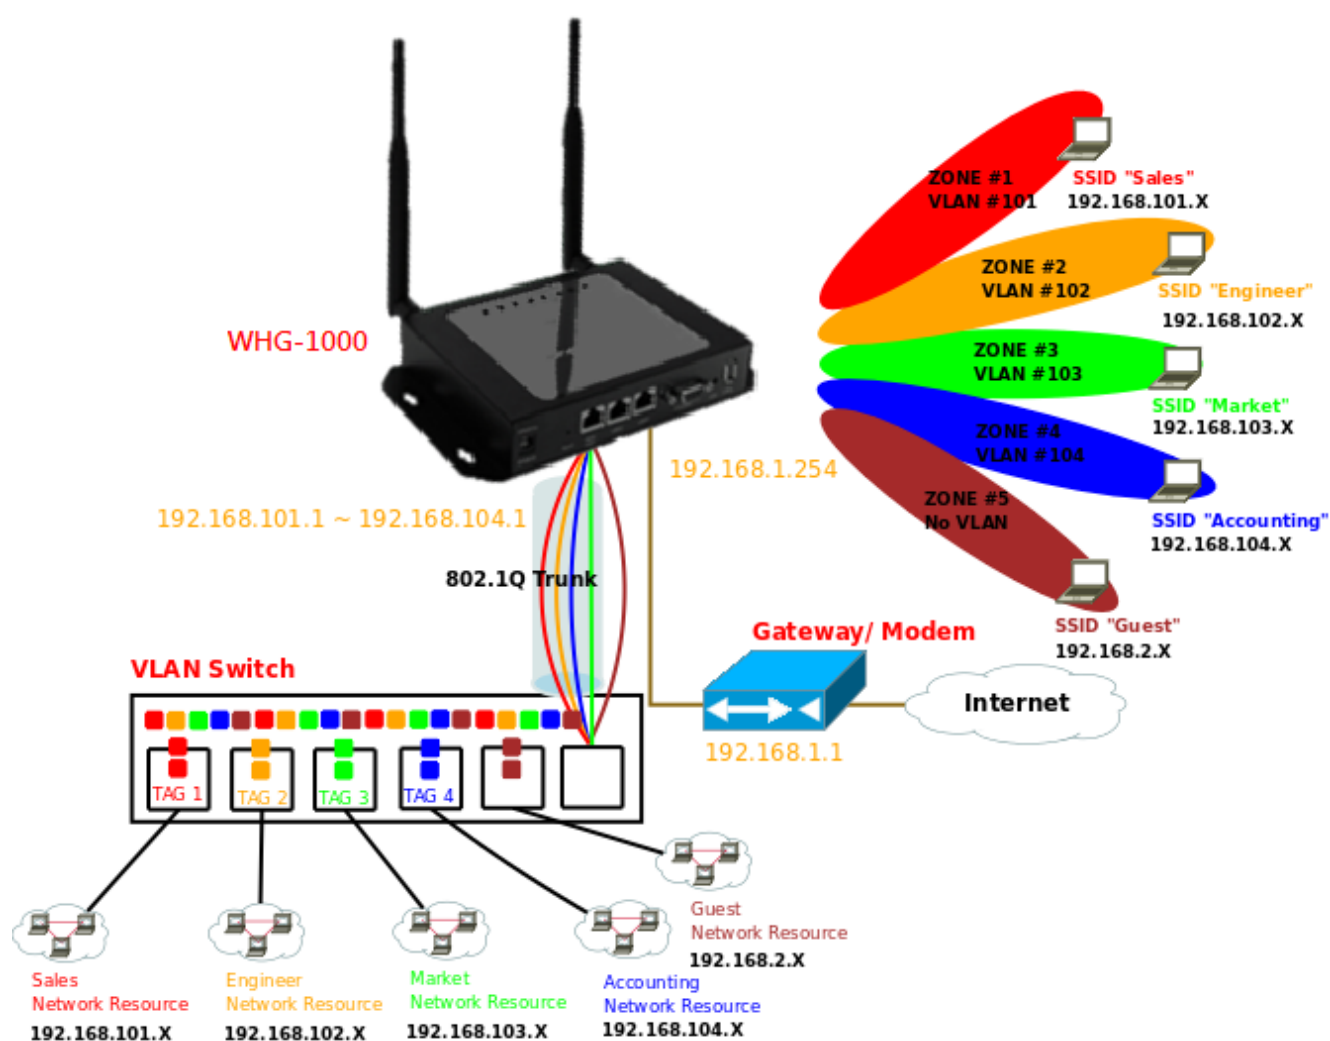 ZONE #1
VLAN #101
SSID "Sales"
192.168.101.X
ZONE #2
VLAN #102
SSID "Engineer"
192.168.102.X
WHG-1000
ZONE #3
VLAN #103
SSID "Market"
192.168.103.X
ZONE #4
VLAN #104
SSID "Accounting"
192.168.104.X
ZONE #5
No VLAN
SSID "Guest"
192.168.2.X
192.168.1.254
192.168.101.1 ~ 192.168.104.1
802.1Q Trunk
Gateway/ Modem
192.168.1.1
Internet
VLAN Switch
TAG 1
TAG 2
TAG 3
TAG 4
Guest
Network Resource
192.168.2.X
Sales
Network Resource
192.168.101.X
Engineer
Network Resource
192.168.102.X
Market
Network Resource
192.168.103.X
Accounting
Network Resource
192.168.104.X